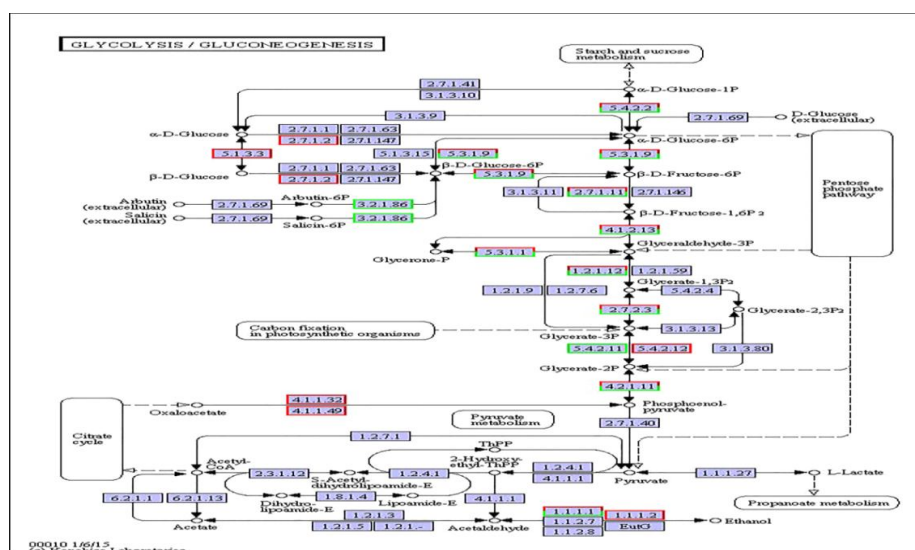 GLYCOLYSIS / GLUCONEOGENESIS
Starch and sucrose
metabolism
2.7.1.41
3.1.3.10
α-D-Glucose-1P
5.4.2.2
3.1.3.9
2.7.1.69
D-Glucose
(extracellular)
α-D-Glucose
2.7.1.1
2.7.1.63
2.7.1.2
2.7.1.147
α-D-Glucose-6P
5.1.3.3
5.3.1.15
5.3.1.9
5.3.1.9
β-D-Glucose-6P
β-D-Glucose
2.7.1.1
2.7.1.63
2.7.1.2
2.7.1.147
5.3.1.9
β-D-Fructose-6P
Pentose
phosphate
pathway
Arbutin
(extracellular)
2.7.1.69
Arbutin-6P
3.2.1.86
3.1.3.11
2.7.1.11
2.7.1.146
Salicin
(extracellular)
2.7.1.69
Salicin-6P
3.2.1.86
β-D-Fructose-1,6P2
4.1.2.13
Glycerone-P
5.3.1.1
Glyceraldehyde-3P
1.2.1.12
1.2.1.59
1.2.1.9
1.2.7.6
Glycerate-1,3P2
5.4.2.4
2.7.2.3
Glycerate-2,3P2
Carbon fixation
in photosynthetic organisms
Glycerate-3P
3.1.3.13
5.4.2.11
5.4.2.12
3.1.3.80
Glycerate-2P
4.2.1.11
4.1.1.32
Oxaloacetate
4.1.1.49
Phosphoenol-
pyruvate
Pyruvate
metabolism
2.7.1.40
Citrate
cycle
1.2.7.1
ThPP
Acetyl-
CoA
2.3.1.12
S-Acetyl-
dihydrolipoamide-E
1.2.4.1
2-Hydroxy-
ethyl-ThPP
1.2.4.1
4.1.1.1
Pyruvate
1.1.1.27
L-Lactate
6.2.1.1
6.2.1.13
Dihydro-
lipoamide-E
1.8.1.4
Lipoamide-E
4.1.1.1
Propanoate metabolism
Acetate
1.2.1.3
1.2.1.5
1.2.1.-
Acetaldehyde
1.1.1.1
1.1.1.2
1.1.2.7
EutG
1.1.2.8
Ethanol
00010 1/6/15
(c) Kanehisa Laboratories